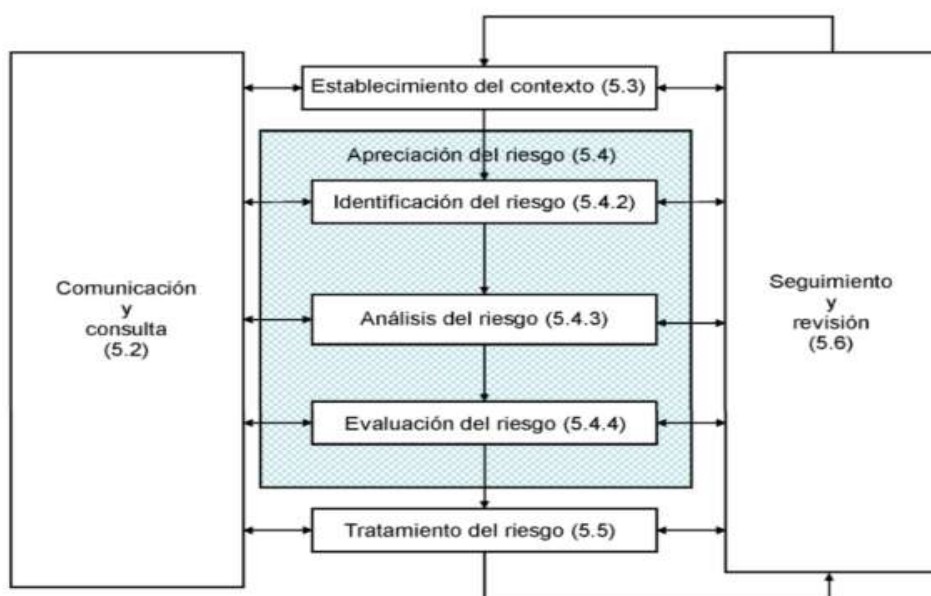 Establecimiento del contexto (5.3)
Apreciación del riesgo (5.4)
Identificación del riesgo (5.4.2)
Análisis del riesgo (5.4.3)
Evaluación del riesgo (5.4.4)
Tratamiento del riesgo (5.5)
Comunicación
y
consulta
(5.2)
Seguimiento
y
revisión
(5.6)